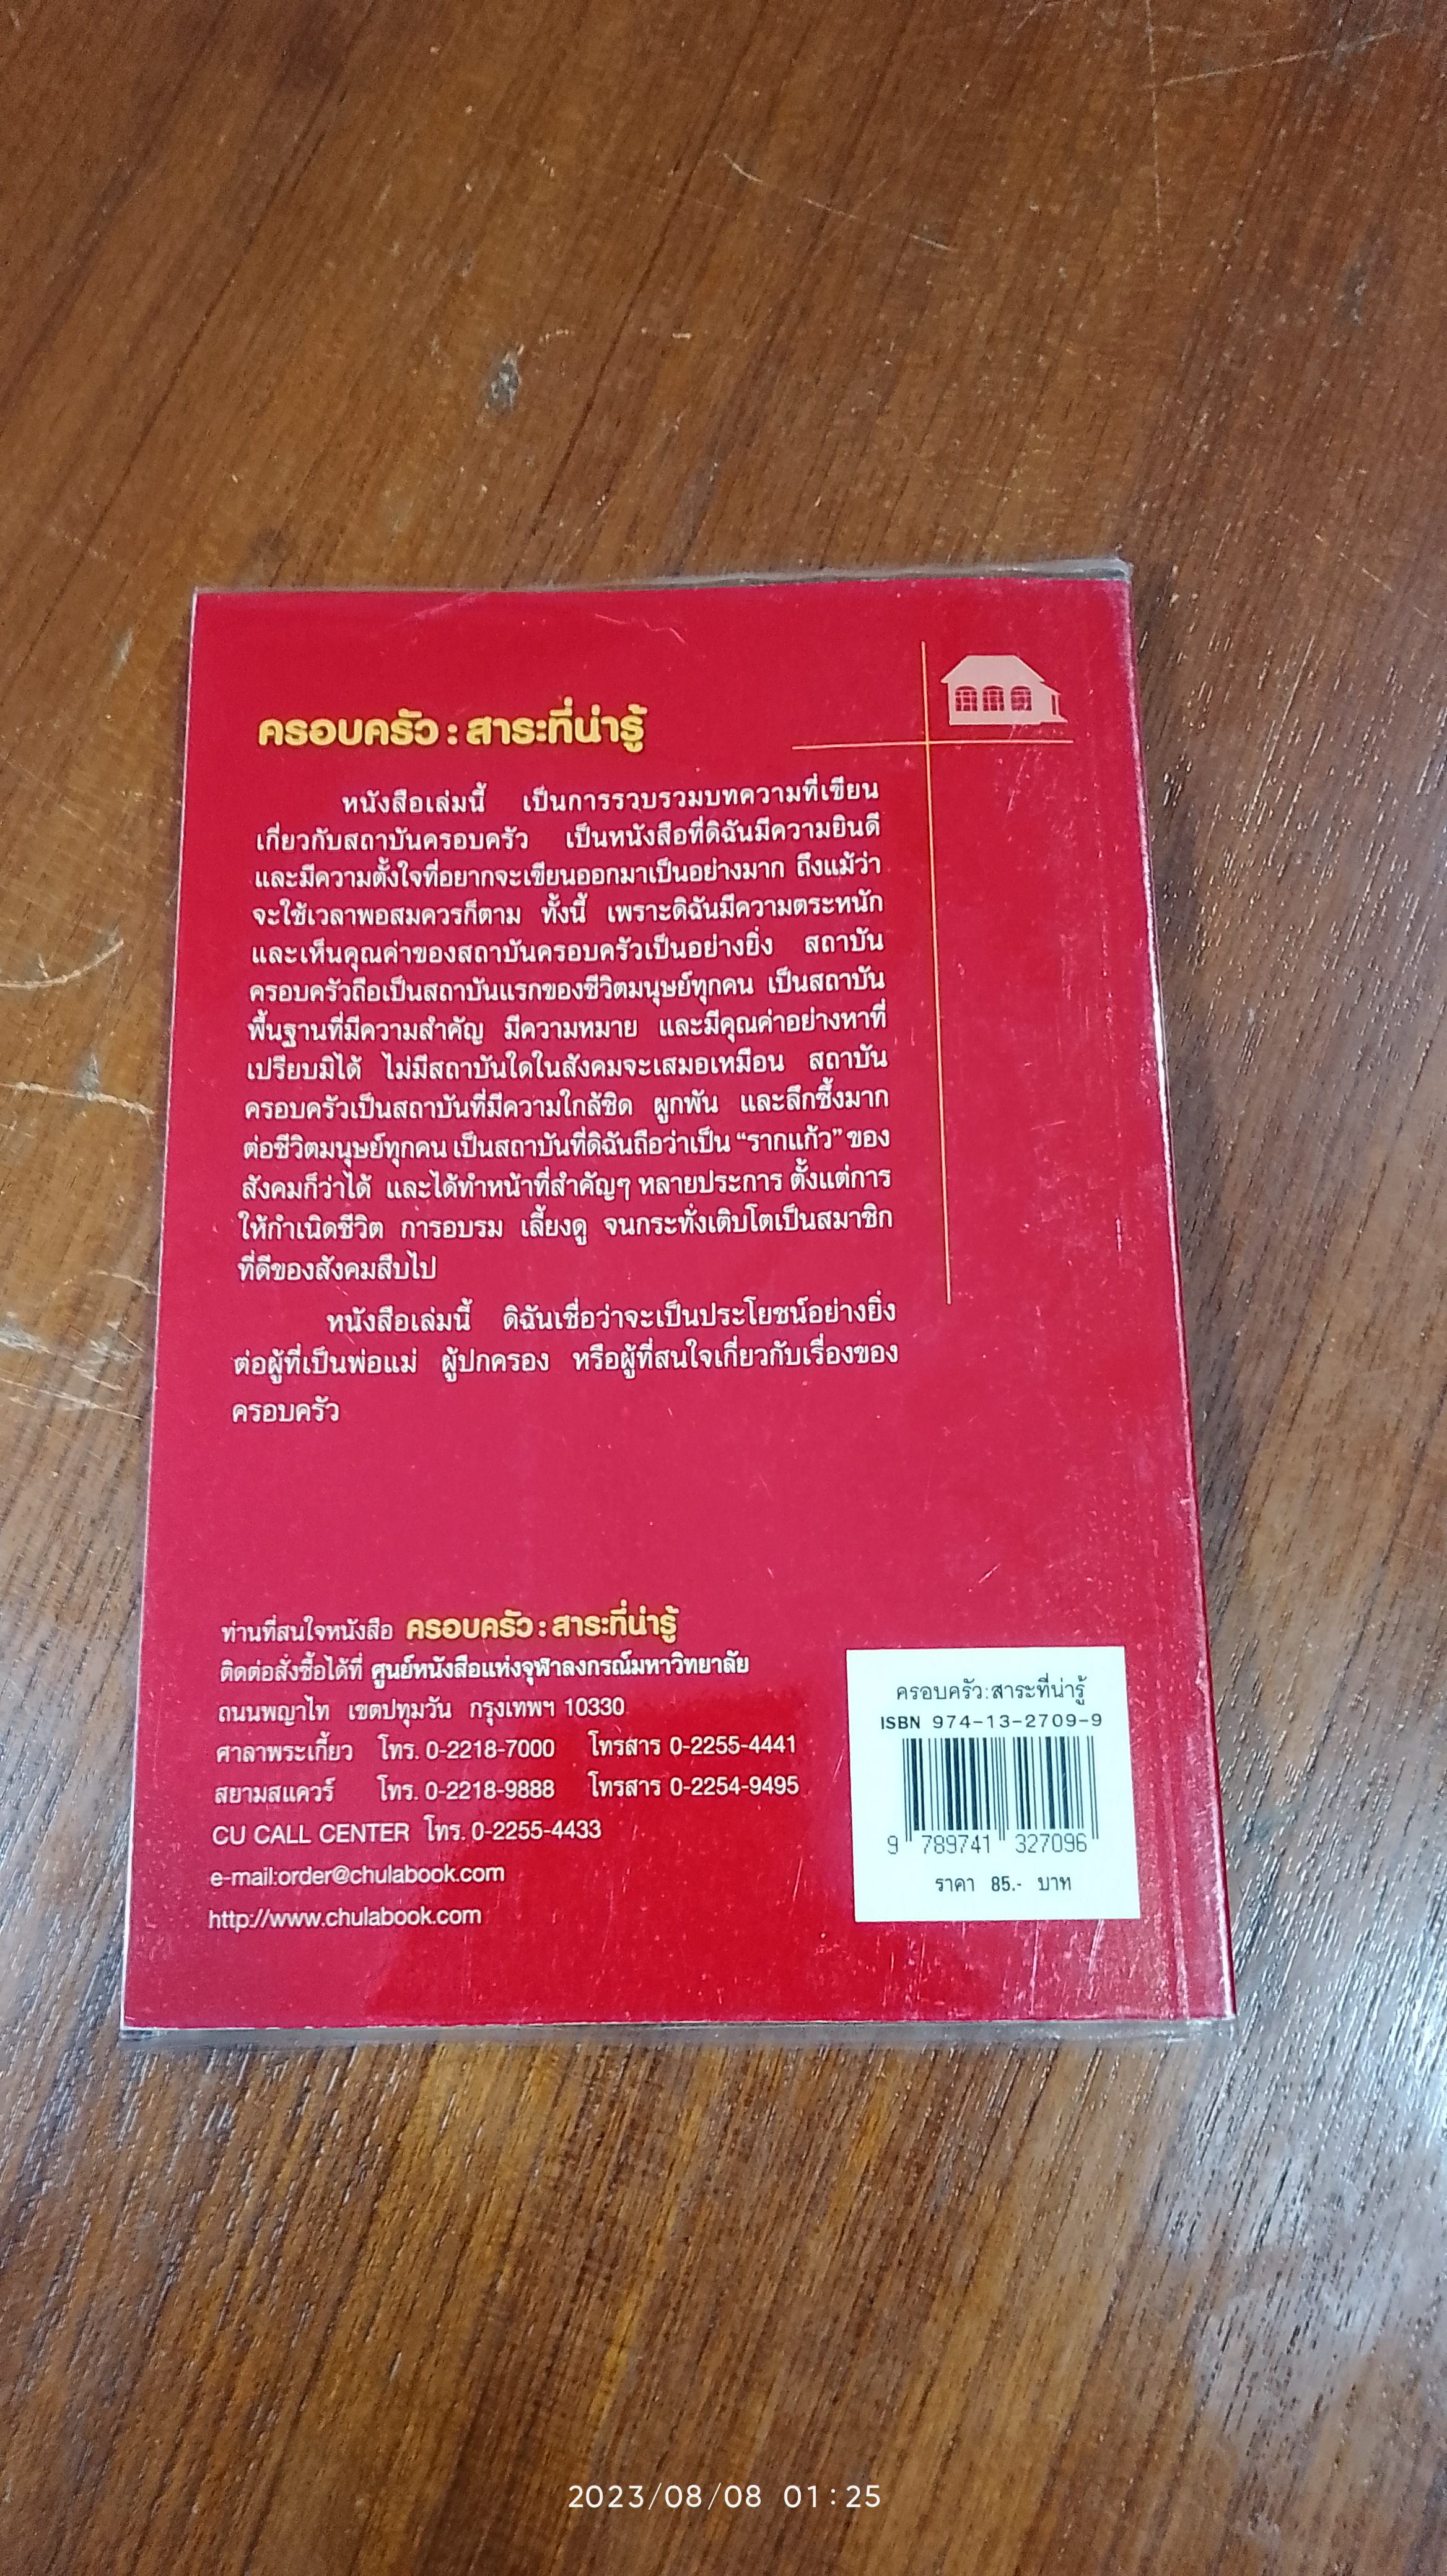 ครอบครัว : สาระที่น่ารู้
หนังสือเล่มนี้ เป็นการรวบรวมบทความที่เขียน
เกี่ยวกับสถาบันครอบครัว เป็นหนังสือที่ดิฉันมีความยินดี
และมีความตั้งใจที่อยากจะเขียนออกมาเป็นอย่างมาก ถึงแม้ว่า
จะใช้เวลาพอสมควรก็ตาม ทั้งนี้ เพราะดิฉันมีความตระหนัก
และเห็นคุณค่าของสถาบันครอบครัวเป็นอย่างยิ่ง สถาบัน
ครอบครัวถือเป็นสถาบันแรกของชีวิตมนุษย์ทุกคน เป็นสถาบัน
พื้นฐานที่มีความสำคัญ มีความหมาย และมีคุณค่าอย่างหาที่
เปรียบมิได้ ไม่มีสถาบันใดในสังคมจะเสมอเหมือน สถาบัน
ครอบครัวเป็นสถาบันที่มีความใกล้ชิด ผูกพัน และลึกซึ้งมาก
ต่อชีวิตมนุษย์ทุกคน เป็นสถาบันที่ดิฉันถือว่าเป็น “รากแก้ว” ของ
สังคมก็ว่าได้ และได้ทำหน้าที่สำคัญๆ หลายประการ ตั้งแต่การ
ให้กำเนิดชีวิต การอบรม เลี้ยงดู จนกระทั่งเติบโตเป็นสมาชิก
ที่ดีของสังคมสืบไป
หนังสือเล่มนี้ ดิฉันเชื่อว่าจะเป็นประโยชน์อย่างยิ่ง
ต่อผู้ที่เป็นพ่อแม่ ผู้ปกครอง หรือผู้ที่สนใจเกี่ยวกับเรื่องของ
ครอบครัว
ท่านที่สนใจหนังสือ ครอบครัว : สาระที่น่ารู้
ติดต่อสั่งซื้อได้ที่ ศูนย์หนังสือแห่งจุฬาลงกรณ์มหาวิทยาลัย
ถนนพญาไท เขตปทุมวัน กรุงเทพฯ 10330
ศาลาพระเกี้ยว โทร. 0-2218-7000 โทรสาร 0-2255-4441
สยามสแควร์ โทร. 0-2218-9888 โทรสาร 0-2254-9495
CU CALL CENTER โทร. 0-2255-4433
e-mail:order@chulabook.com
http://www.chulabook.com
ครอบครัว:สาระที่น่ารู้
ISBN 974-13-2709-9
9 789741 327096
ราคา 85.- บาท
2023/08/08 01:25